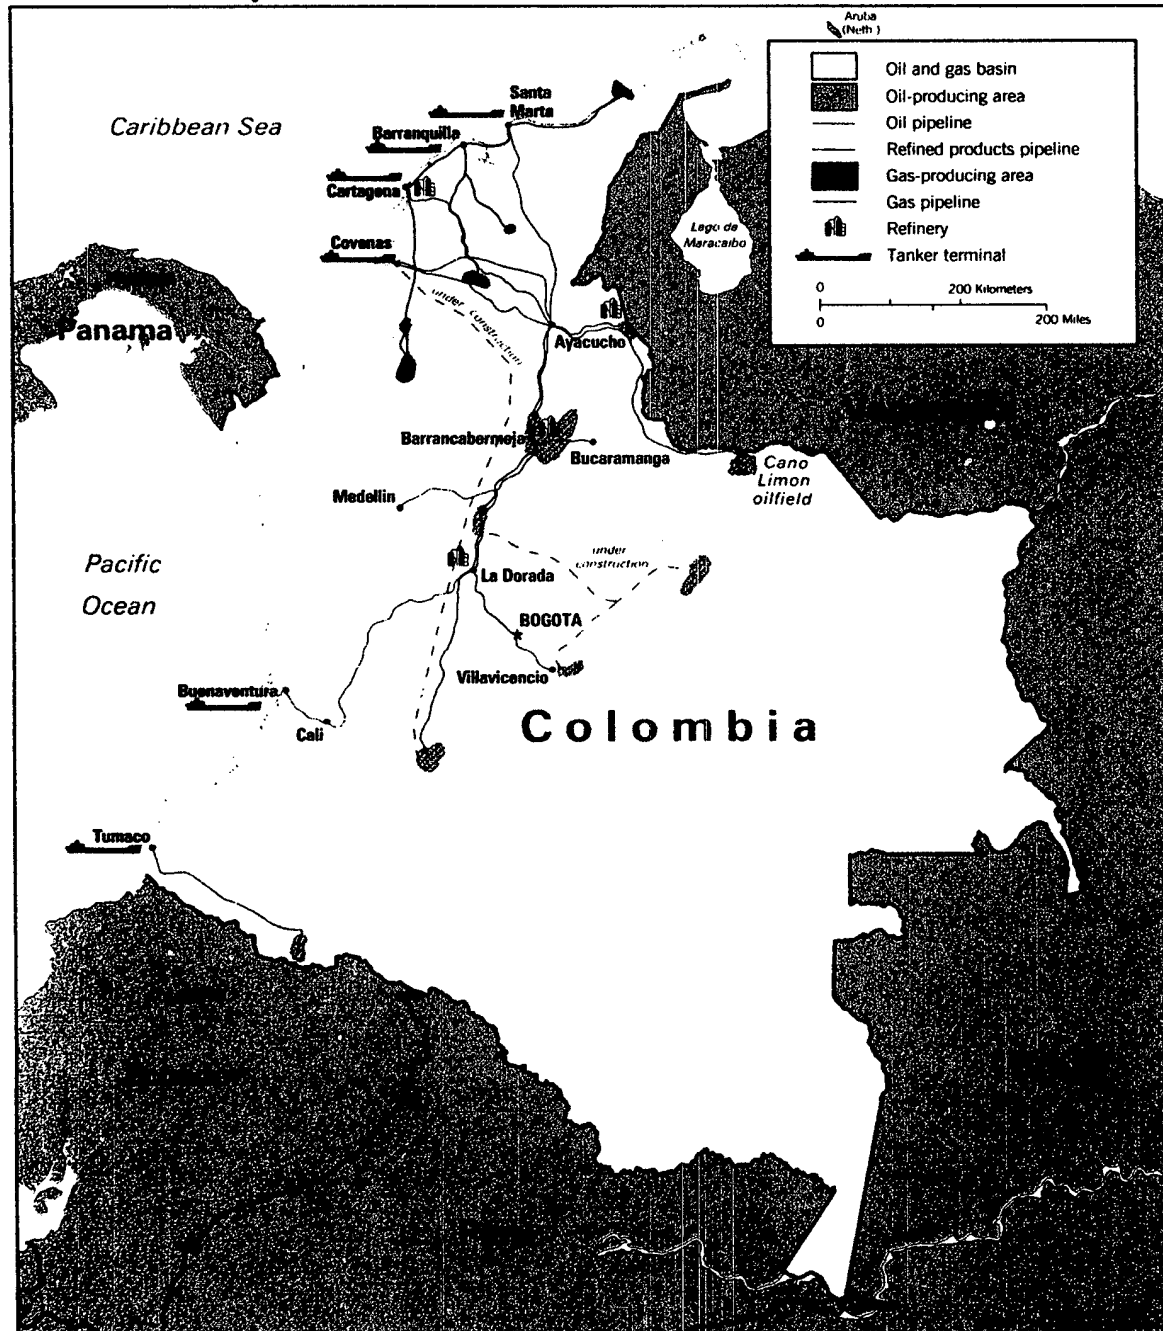 Aruba
(Neth.)
Oil and gas basin
Oil-producing area
Oil pipeline
Refined products pipeline
Gas-producing area
Gas pipeline
Refinery
Tanker terminal
0 200 Kilometers
0 200 Miles
Caribbean Sea
Santa
Marta
Barranquilla
Cartagena
Covenas
Lago de
Maracaibo
Panama
under
construction
Ayacucho
Barrancabermeja
Bucaramanga
Cano
Limon
oilfield
Medellin
Pacific
Ocean
under
construction
La Dorada
BOGOTA
Villavicencio
Buenaventura
Cali
Colombia
Tumaco